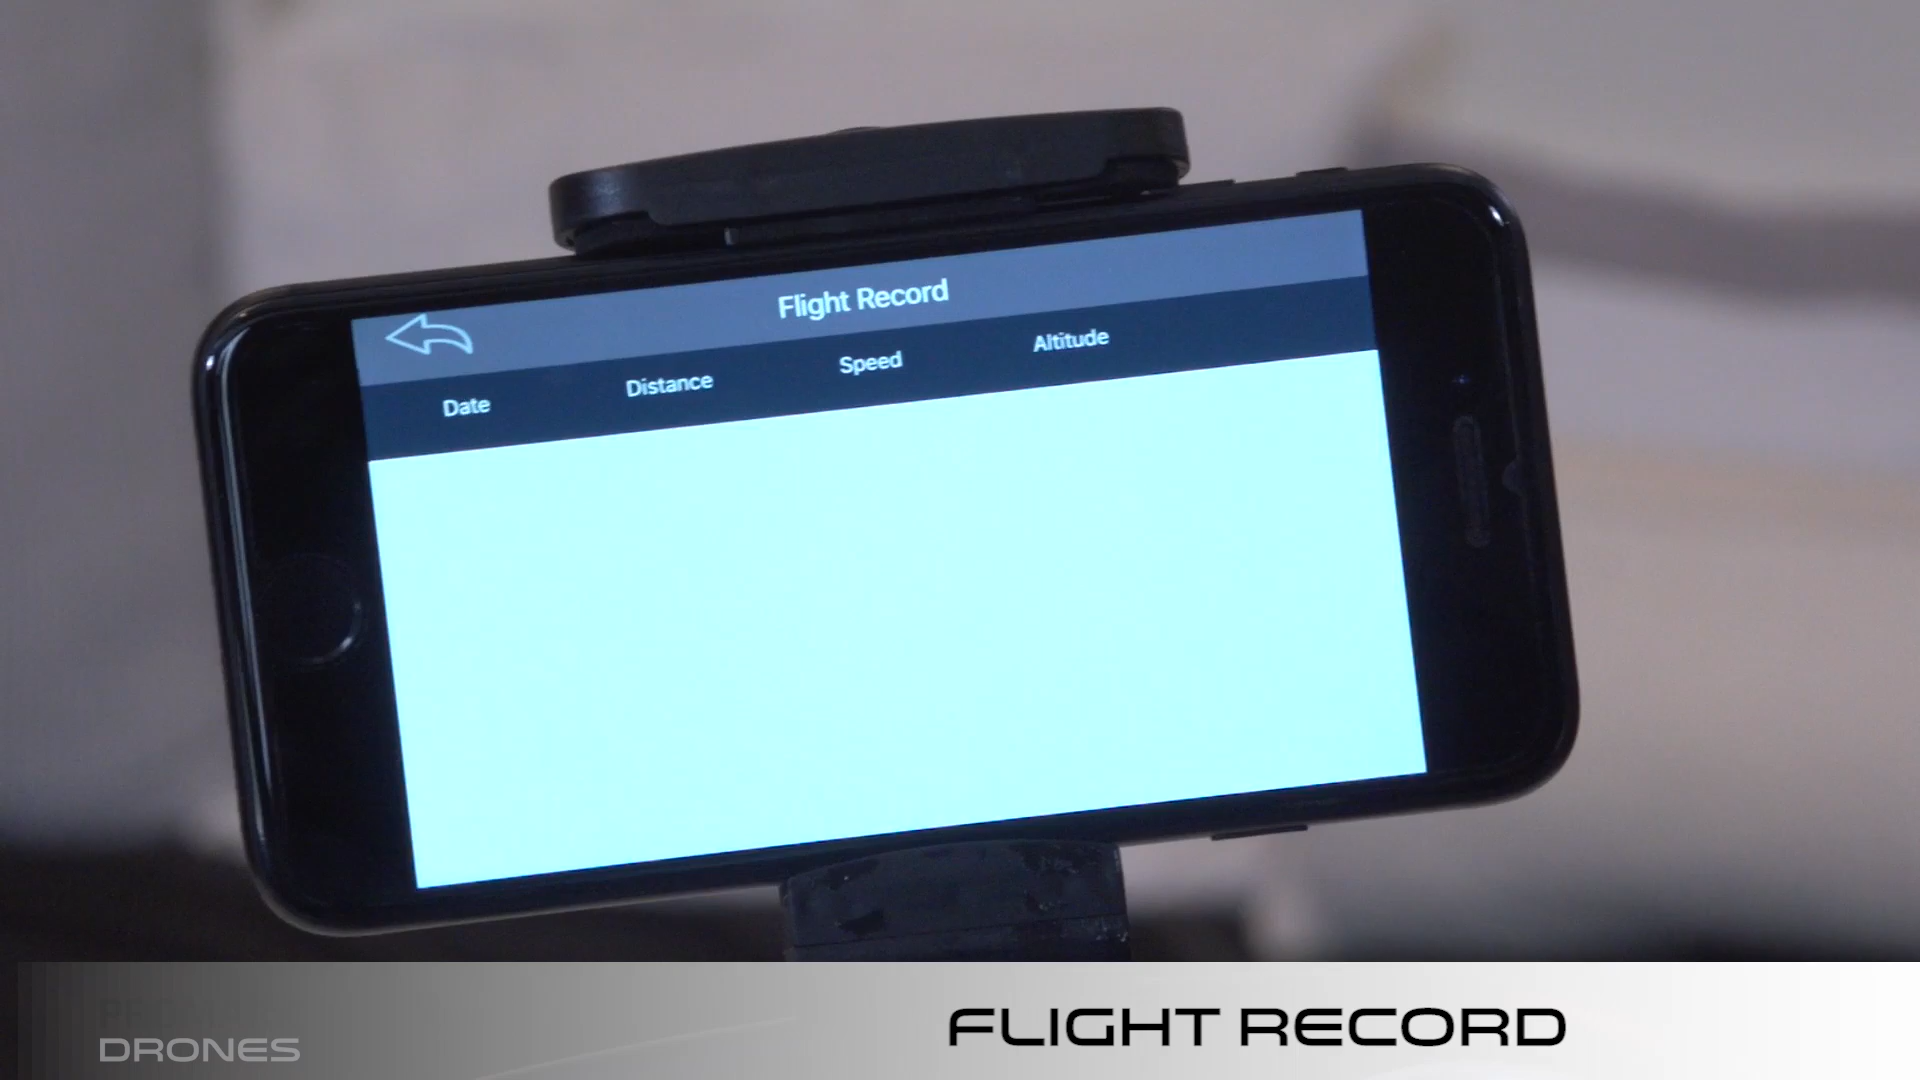 Flight Record
Date Distance Speed Altitude
FLIGHT RECORD
DRONES